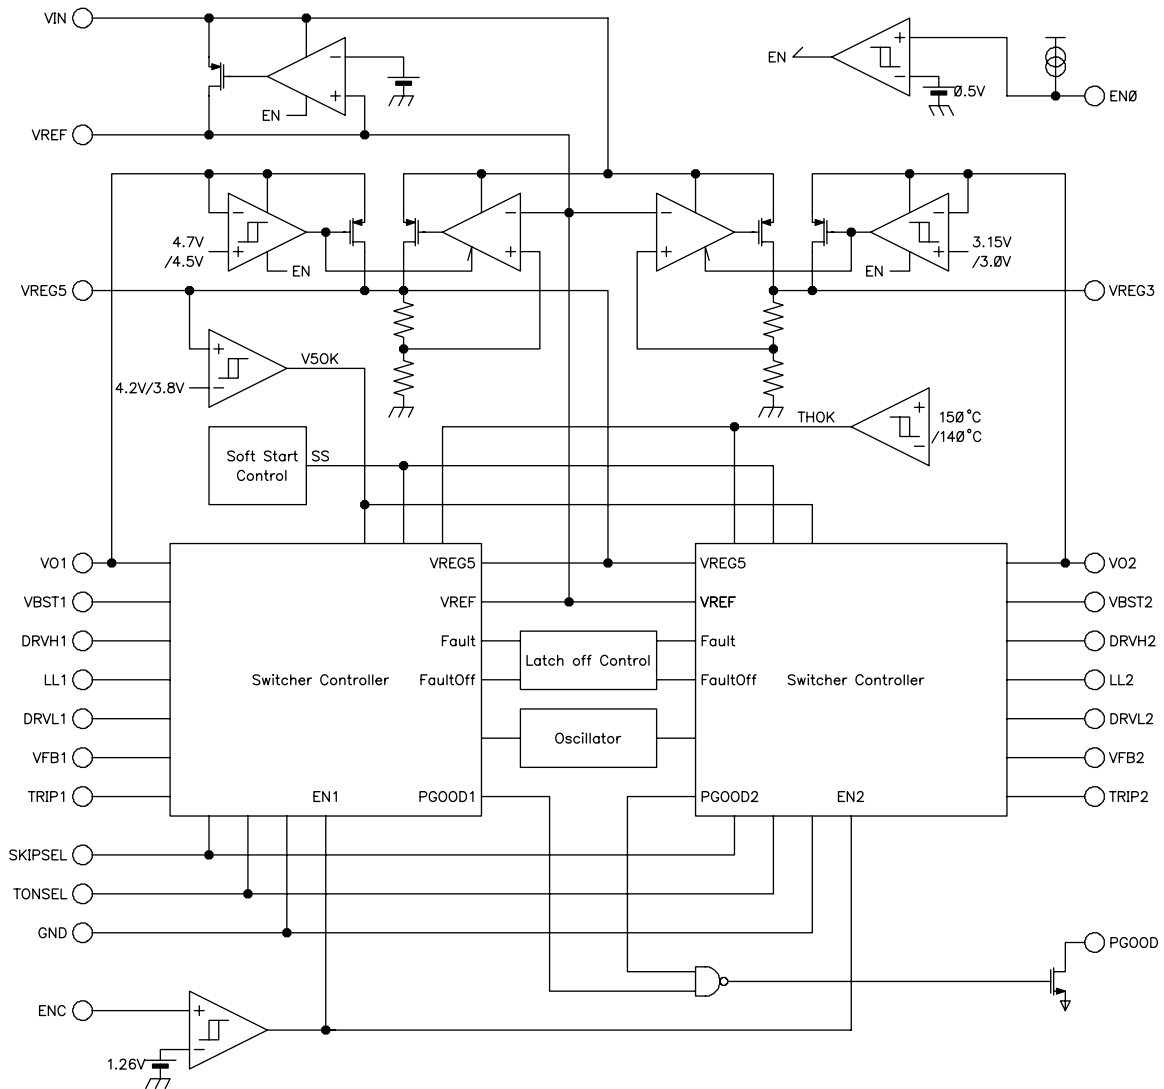 VIN
EN
+
−
0.5V
EN0
−
+
EN
VREF
−
+
4.7V
/4.5V
EN
−
+
−
+
−
+
3.15V
/3.0V
EN
VREG5
VREG3
+
−
4.2V/3.8V
V5OK
THOK
+
−
150°C
/140°C
Soft Start
Control
SS
VO1
VREG5
VREG5
VO2
VBST1
VREF
VREF
VBST2
DRVH1
Fault
Latch off Control
Fault
DRVH2
LL1
Switcher Controller
FaultOff
FaultOff
Switcher Controller
LL2
DRVL1
Oscillator
DRVL2
VFB1
VFB2
TRIP1
EN1
PGOOD1
PGOOD2
EN2
TRIP2
SKIPSEL
TONSEL
GND
PGOOD
ENC
+
−
1.26V